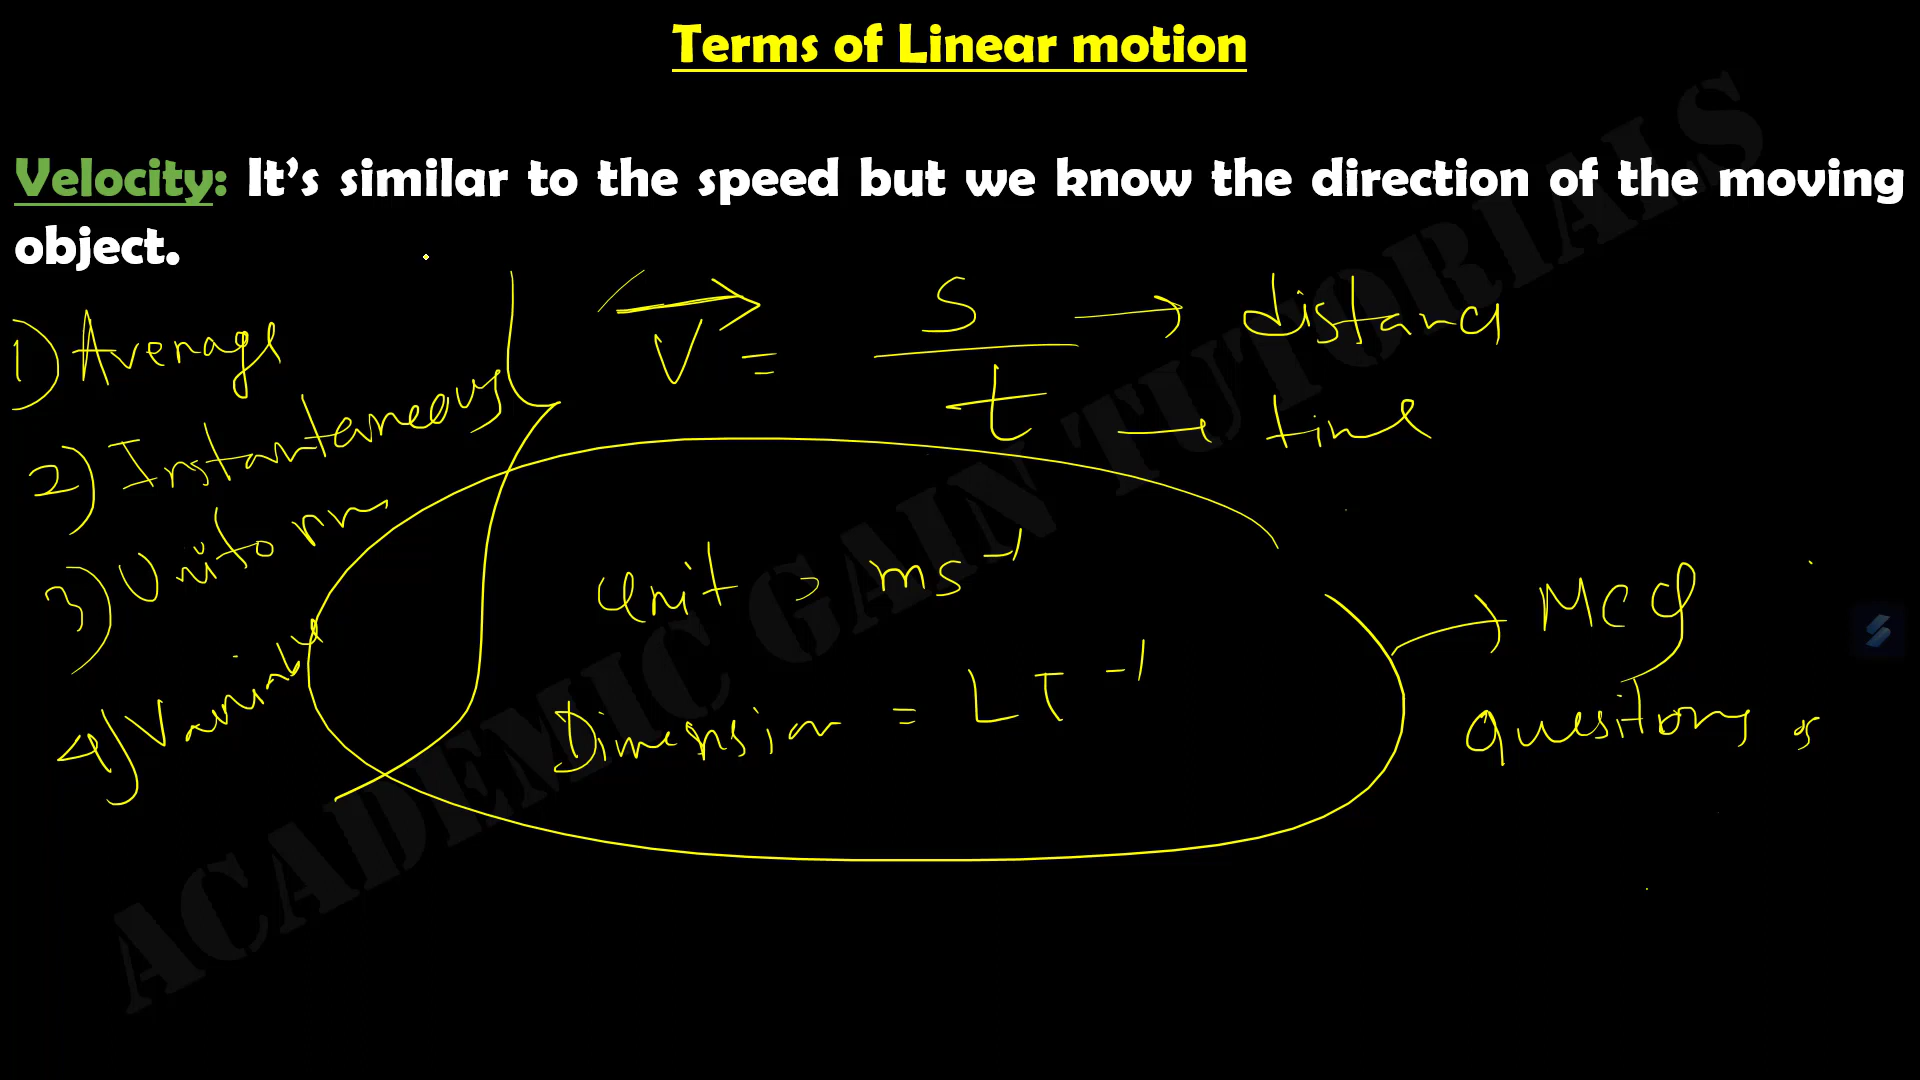 Terms of Linear motion
Velocity: It's similar to the speed but we know the direction of the moving
object.
1) Average
2) Instantaneous
3) Uniform
4) Variable
V = S / t
→ distance
→ time
Unit = ms⁻¹
Dimension = LT⁻¹
→ MCQ
Questions
ACADEMIC GAIN TUTORIALS